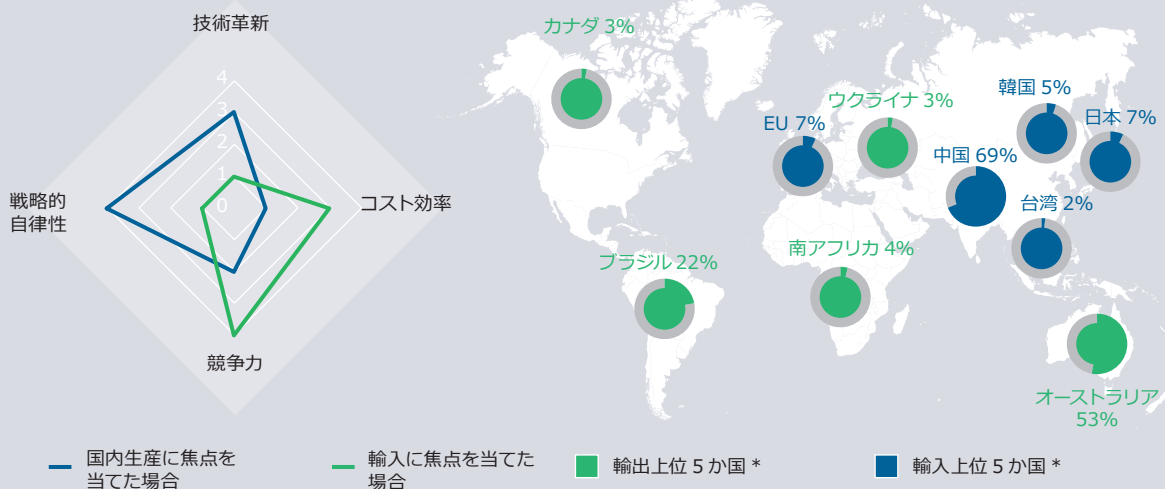 技術革新
4
3
2
1
0
戦略的
自律性
コスト効率
競争力
カナダ 3%
ウクライナ 3%
韓国 5%
EU 7%
日本 7%
中国 69%
台湾 2%
ブラジル 22%
南アフリカ 4%
オーストラリア
53%
国内生産に焦点を
当てた場合
輸入に焦点を当てた
場合
輸出上位 5 か国 *
輸入上位 5 か国 *